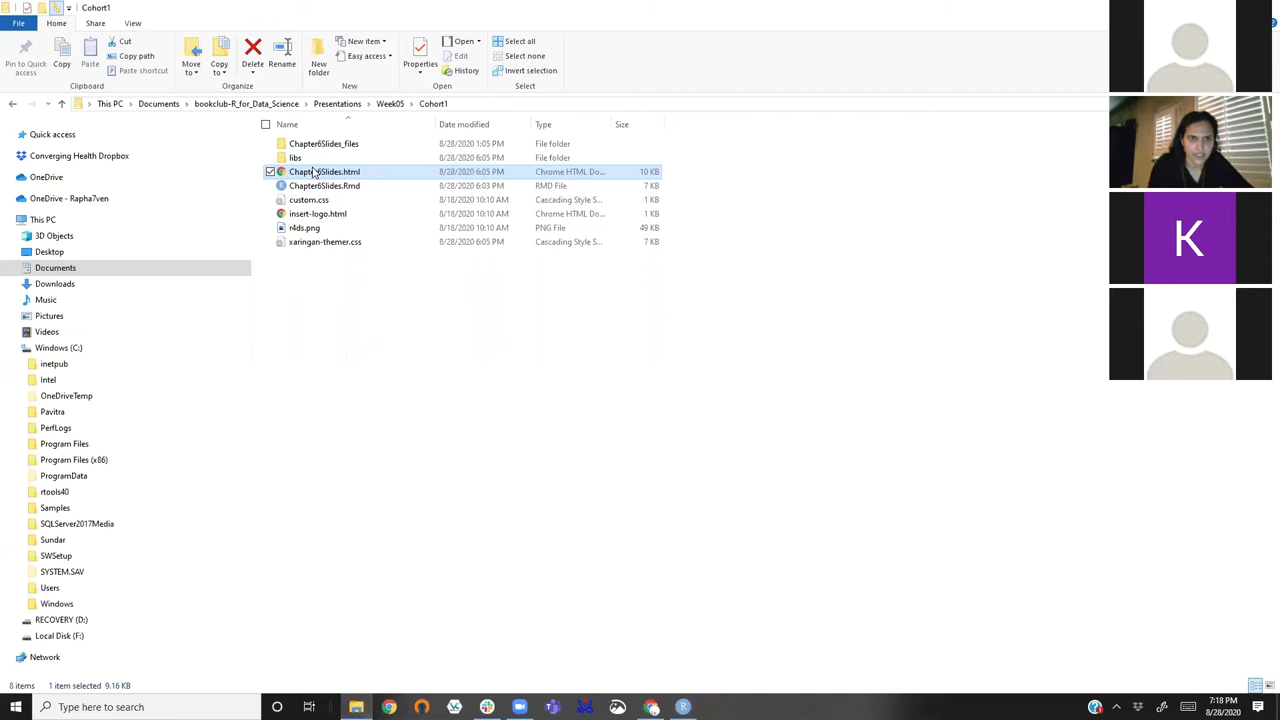 Cohort1
File Home Share View
Pin to Quick access
Copy
Paste
Cut
Copy path
Paste shortcut
Move to
Copy to
Delete
Rename
New folder
New item
Easy access
Properties
Open
Edit
History
Select all
Select none
Invert selection
Clipboard Organize New Open Select
This PC > Documents > bookclub-R_for_Data_Science > Presentations > Week05 > Cohort1
Name Date modified Type Size
Chapter6Slides_files 8/28/2020 1:05 PM File folder
libs 8/28/2020 6:05 PM File folder
Chapter6Slides.html 8/28/2020 6:05 PM Chrome HTML Do... 10 KB
Chapter6Slides.Rmd 8/28/2020 6:03 PM RMD File 7 KB
custom.css 8/18/2020 10:10 AM Cascading Style S... 1 KB
insert-logo.html 8/18/2020 10:10 AM Chrome HTML Do... 1 KB
r4ds.png 8/18/2020 10:10 AM PNG File 49 KB
xaringan-themer.css 8/28/2020 6:05 PM Cascading Style S... 7 KB
Quick access
Converging Health Dropbox
OneDrive
OneDrive - Rapha7ven
This PC
3D Objects
Desktop
Documents
Downloads
Music
Pictures
Videos
Windows (C:)
inetpub
Intel
OneDriveTemp
Pavitra
PerfLogs
Program Files
Program Files (x86)
ProgramData
rtools40
Samples
SQLServer2017Media
Sundar
SWSetup
SYSTEM.SAV
Users
Windows
RECOVERY (D:)
Local Disk (F:)
Network
8 items 1 item selected 9.16 KB
K
Type here to search
7:18 PM
8/28/2020